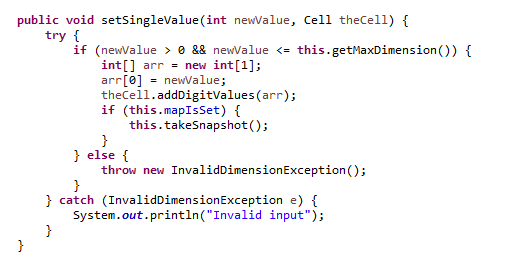 public void setSingleValue(int newValue, Cell theCell) {
    try {
        if (newValue > 0 && newValue <= this.getMaxDimension()) {
            int[] arr = new int[1];
            arr[0] = newValue;
            theCell.addDigitValues(arr);
            if (this.mapIsSet) {
                this.takeSnapshot();
            }
        } else {
            throw new InvalidDimensionException();
        }
    } catch (InvalidDimensionException e) {
        System.out.println("Invalid input");
    }
}